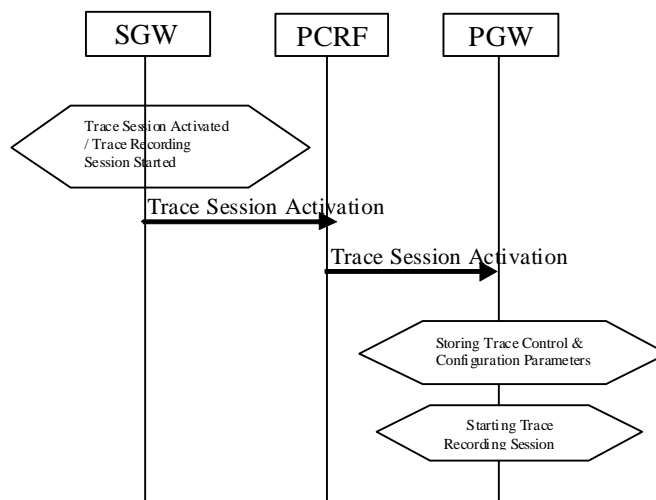 SGW
PCRF
PGW
Trace Session Activated
/ Trace Recording
Session Started
Trace Session Activation
Trace Session Activation
Storing Trace Control &
Configuration Parameters
Starting Trace
Recording Session